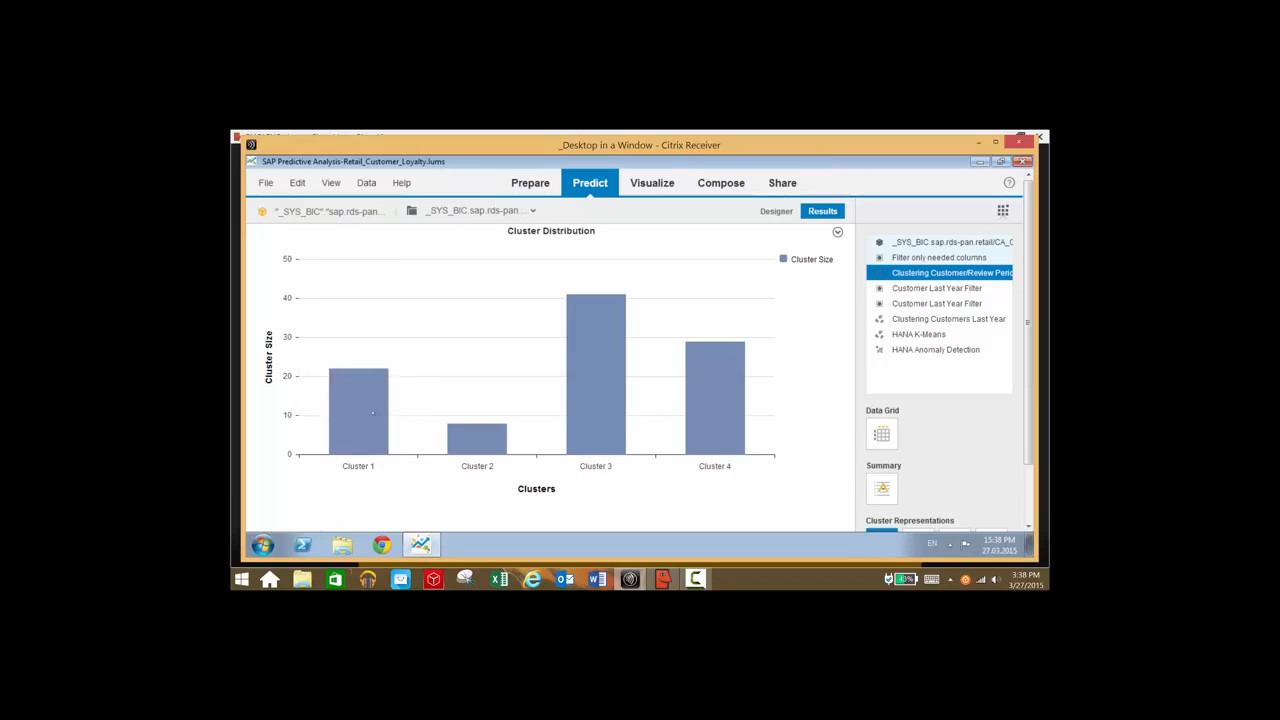 _Desktop in a Window - Citrix Receiver
SAP Predictive Analysis-Retail_Customer_Loyalty.lums
File Edit View Data Help
Prepare Predict Visualize Compose Share
"_SYS_BIC"."sap.rds-pan...
_SYS_BIC.sap.rds-pan ...
Designer Results
Cluster Distribution
Cluster Size
50
40
30
20
10
0
Cluster Size
Cluster 1 Cluster 2 Cluster 3 Cluster 4
Clusters
_SYS_BIC.sap.rds-pan.retail/CA_C
Filter only needed columns
Clustering Customer/Review Peri
Customer Last Year Filter
Customer Last Year Filter
Clustering Customers Last Year
HANA K-Means
HANA Anomaly Detection
Data Grid
Summary
Cluster Representations
EN
15:38 PM
27.03.2015
43%
3:38 PM
3/27/2015